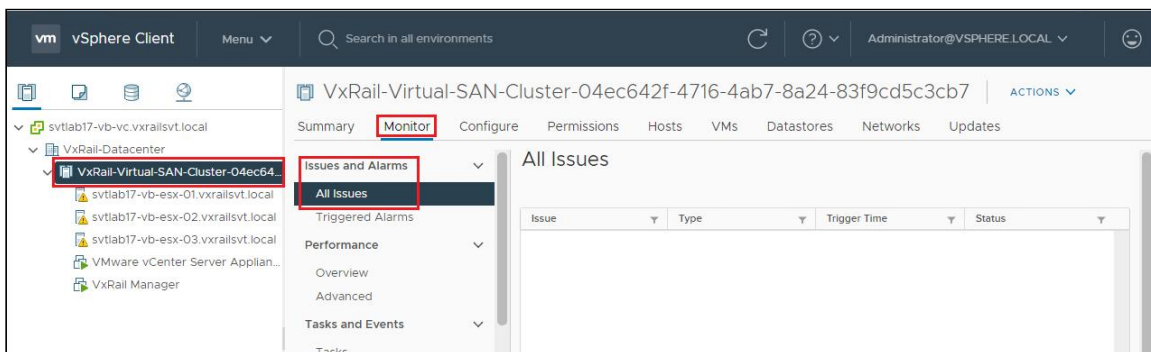 vm vSphere Client Menu Search in all environments Administrator@VSPHERE.LOCAL
VxRail-Virtual-SAN-Cluster-04ec642f-4716-4ab7-8a24-83f9cd5c3cb7 ACTIONS
svtlab17-vb-vc.vxrailsvt.local
VxRail-Datacenter
VxRail-Virtual-SAN-Cluster-04ec64...
svtlab17-vb-esx-01.vxrailsvt.local
svtlab17-vb-esx-02.vxrailsvt.local
svtlab17-vb-esx-03.vxrailsvt.local
VMware vCenter Server Applian...
VxRail Manager
Summary Monitor Configure Permissions Hosts VMs Datastores Networks Updates
Issues and Alarms
All Issues
Triggered Alarms
Performance
Overview
Advanced
Tasks and Events
Tasks
All Issues
Issue Type Trigger Time Status